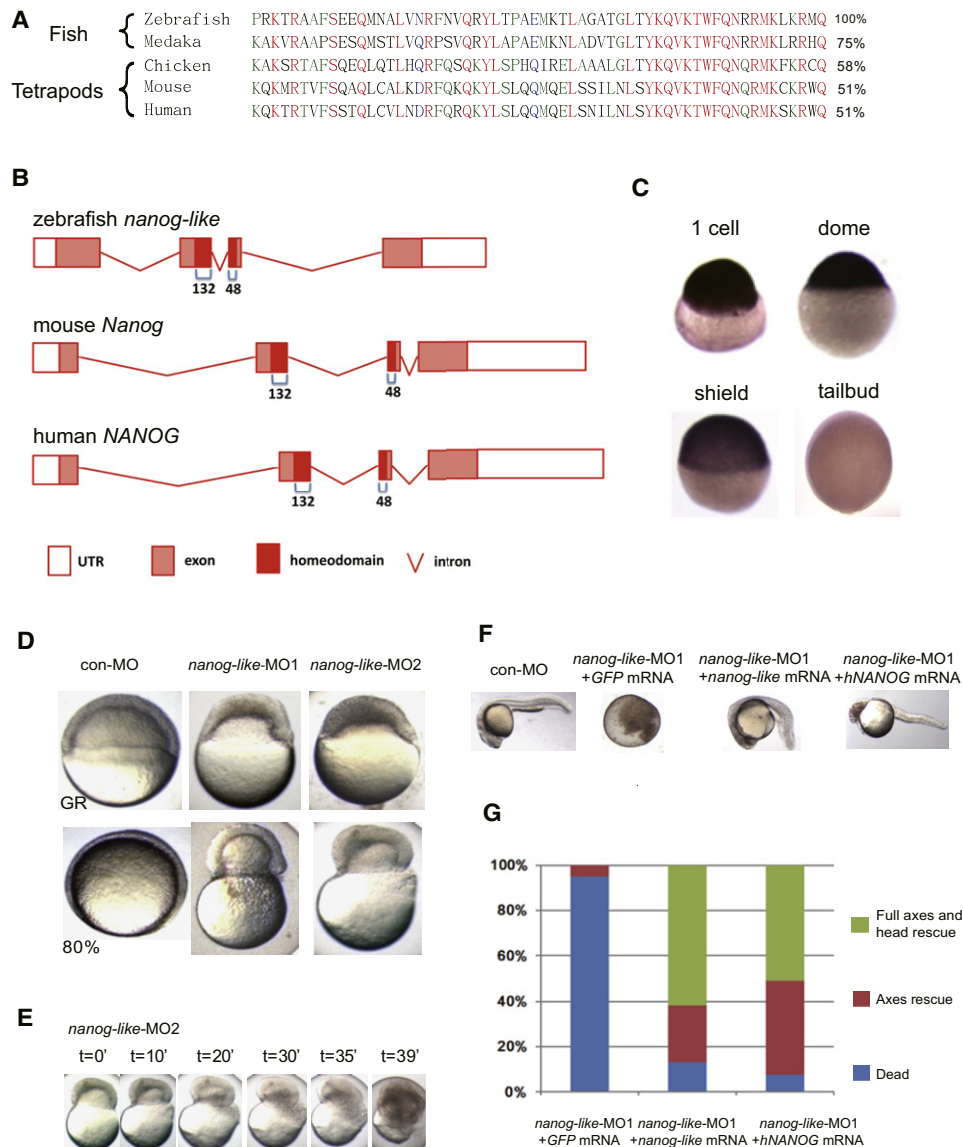 A
Fish
Tetrapods
Zebrafish PRKTRAAFSEEQMNALVNRFNVQRYLTPAEMKTLAGATGLTYKQVKTWFQNRRMKLKRMQ 100%
Medaka KAKVRAAPSESQMSTLVQRPSVQRYLAPAEMKNLADVTGLTYKQVKTWFQNRRMKLRRHQ 75%
Chicken KAKSRTAFSQEQLQTLHQRFQSQKYLSPHQIRELAAALGLTYKQVKTWFQNRRMKFKRCQ 58%
Mouse KQKMRTVFSQAQLCALKDRFQKQKYLSLQQMQELSSILNLSYKQVKTWFQNQRMKCKRWQ 51%
Human KQKTRTVFSSTQLCVLNDRFQRQKYLSLQQMQELSNILNLSYKQVKTWFQNQRMKSKRWQ 51%
B
zebrafish nanog-like
132 48
mouse Nanog
132 48
human NANOG
132 48
UTR exon homeodomain intron
C
1 cell dome
shield tailbud
D
con-MO nanog-like-MO1 nanog-like-MO2
GR
80%
E
nanog-like-MO2
t=0' t=10' t=20' t=30' t=35' t=39'
F
con-MO
nanog-like-MO1
+GFP mRNA
nanog-like-MO1
+nanog-like mRNA
nanog-like-MO1
+hNANOG mRNA
G
100%
80%
60%
40%
20%
0%
Full axes and
head rescue
Axes rescue
Dead
nanog-like-MO1
+GFP mRNA
nanog-like-MO1
+nanog-like mRNA
nanog-like-MO1
+hNANOG mRNA